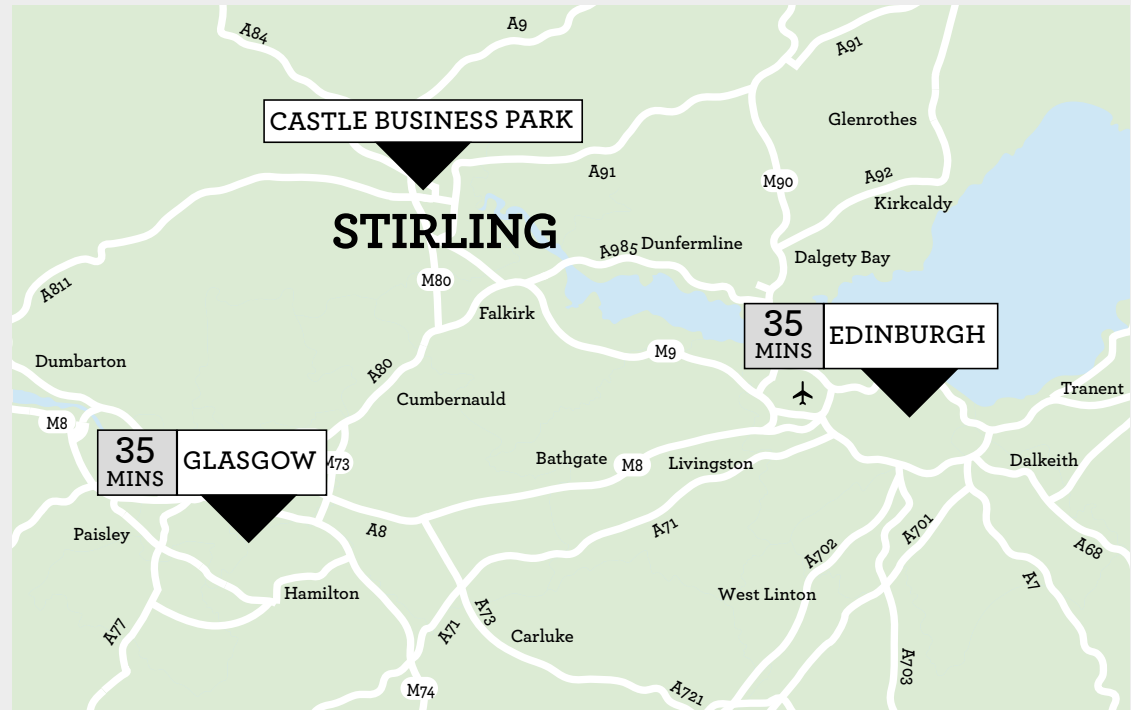 A84
A9
A91
CASTLE BUSINESS PARK
Glenrothes
A91
M90
A92
Kirkcaldy
STIRLING
A985
Dunfermline
Dalgety Bay
M80
A811
Falkirk
35
MINS
EDINBURGH
M9
Dumbarton
A80
Cumbernauld
Tranent
M8
35
MINS
GLASGOW
M73
Bathgate
M8
Livingston
Dalkeith
Paisley
A8
A71
A701
A702
A68
Hamilton
West Linton
A7
A77
A71
A73
Carluke
A703
M74
A721